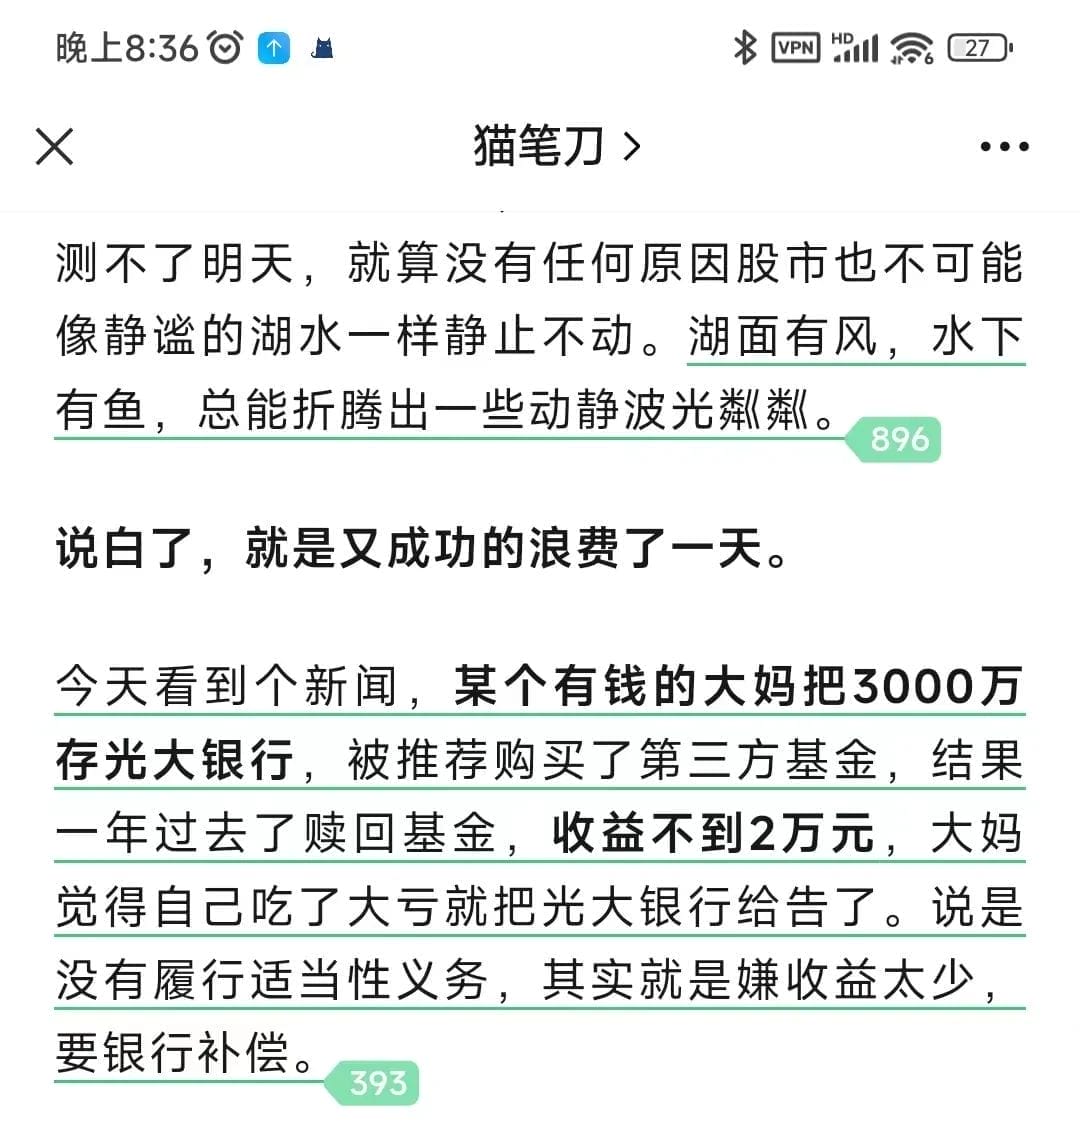 晚上8:36
VPN
HD
6
27
猫笔刀
测不了明天，就算没有任何原因股市也不可能
像静谧的湖水一样静止不动。湖面有风，水下
有鱼，总能折腾出一些动静波光粼粼。
896
说白了，就是又成功的浪费了一天。
今天看到个新闻，某个有钱的大妈把3000万
存光大银行，被推荐购买了第三方基金，结果
一年过去了赎回基金，收益不到2万元，大妈
觉得自己吃了大亏就把光大银行给告了。说是
没有履行适当性义务，其实就是嫌收益太少，
要银行补偿。
393